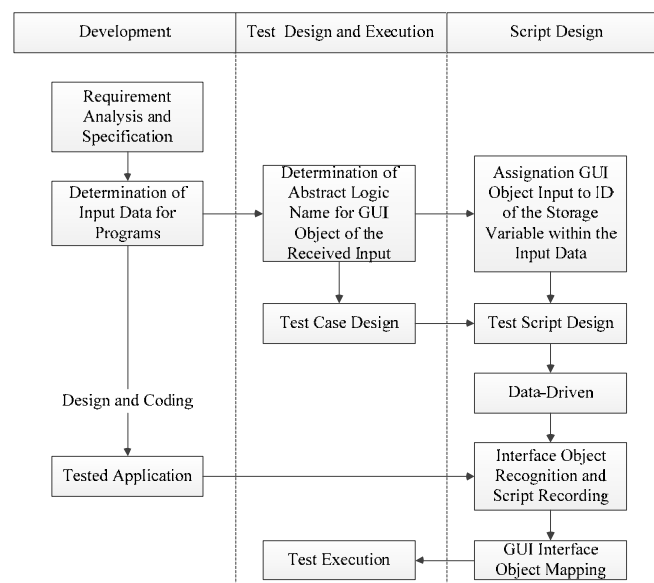 Development
Test Design and Execution
Script Design
Requirement
Analysis and
Specification
Determination of
Input Data for
Programs
Determination of
Abstract Logic
Name for GUI
Object of the
Received Input
Assignation GUI
Object Input to ID
of the Storage
Variable within the
Input Data
Test Case Design
Test Script Design
Data-Driven
Design and Coding
Tested Application
Interface Object
Recognition and
Script Recording
Test Execution
GUI Interface
Object Mapping